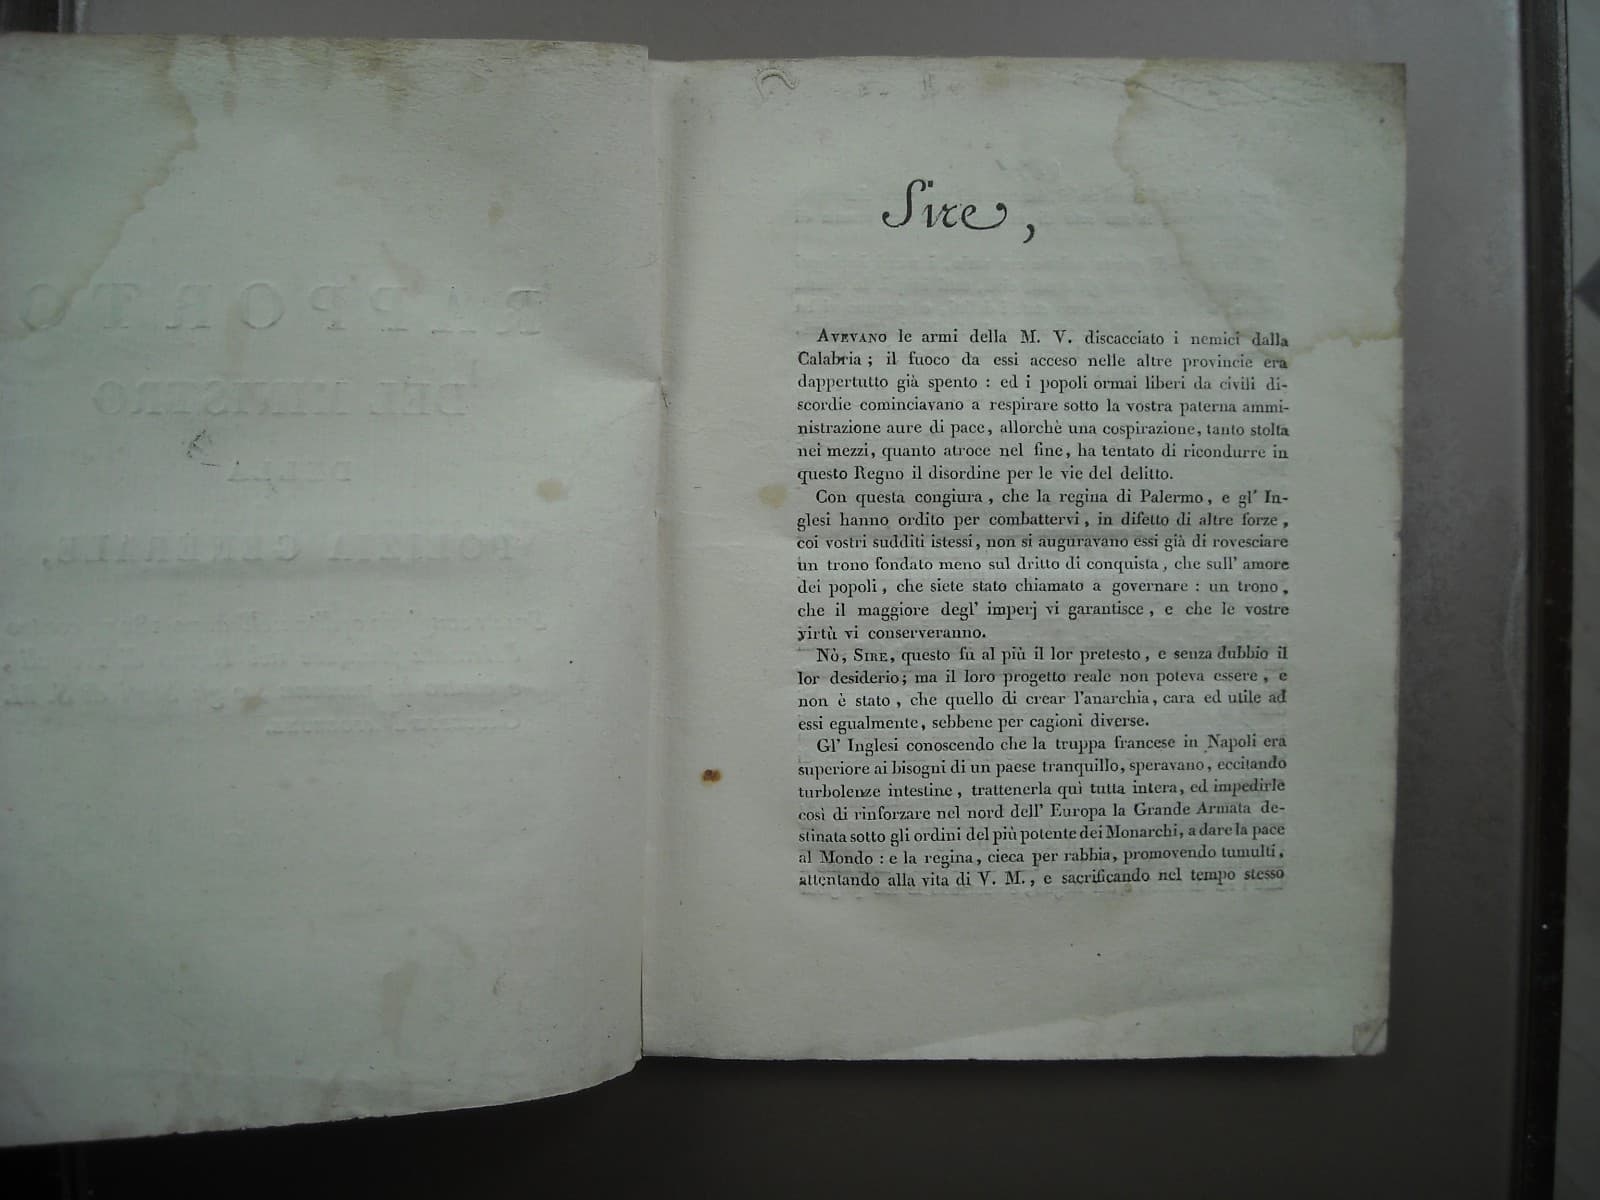 RAPPORTO
DEL MINISTRO
DELLA
POLIZIA GENERALE,
Sire,
AVEVANO le armi della M. V. discacciato i nemici dalla
Calabria ; il fuoco da essi acceso nelle altre provincie era
dappertutto già spento : ed i popoli ormai liberi da civili di-
scordie cominciavano a respirare sotto la vostra paterna ammi-
nistrazione aure di pace, allorchè una cospirazione, tanto stolta
nei mezzi, quanto atroce nel fine, ha tentato di ricondurre in
questo Regno il disordine per le vie del delitto.
Con questa congiura, che la regina di Palermo, e gl' In-
glesi hanno ordito per combattervi, in difetto di altre forze,
coi vostri sudditi istessi, non si auguravano essi già di rovesciare
un trono fondato meno sul dritto di conquista, che sull' amore
dei popoli, che siete stato chiamato a governare : un trono,
che il maggiore degl' imperj vi garantisce, e che le vostre
virtù vi conserveranno.
Nò, SIRE, questo fu al più il lor pretesto, e senza dubbio il
lor desiderio; ma il loro progetto reale non poteva essere, e
non è stato, che quello di crear l'anarchia, cara ed utile ad
essi egualmente, sebbene per cagioni diverse.
Gl' Inglesi conoscendo che la truppa francese in Napoli era
superiore ai bisogni di un paese tranquillo, speravano, eccitando
turbolenze intestine, trattenerla quì tutta intera, ed impedirle
così di rinforzare nel nord dell' Europa la Grande Armata de-
stinata sotto gli ordini del più potente dei Monarchi, a dare la pace
al Mondo : e la regina, cieca per rabbia, promovendo tumulti,
attentando alla vita di V. M., e sacrificando nel tempo stesso